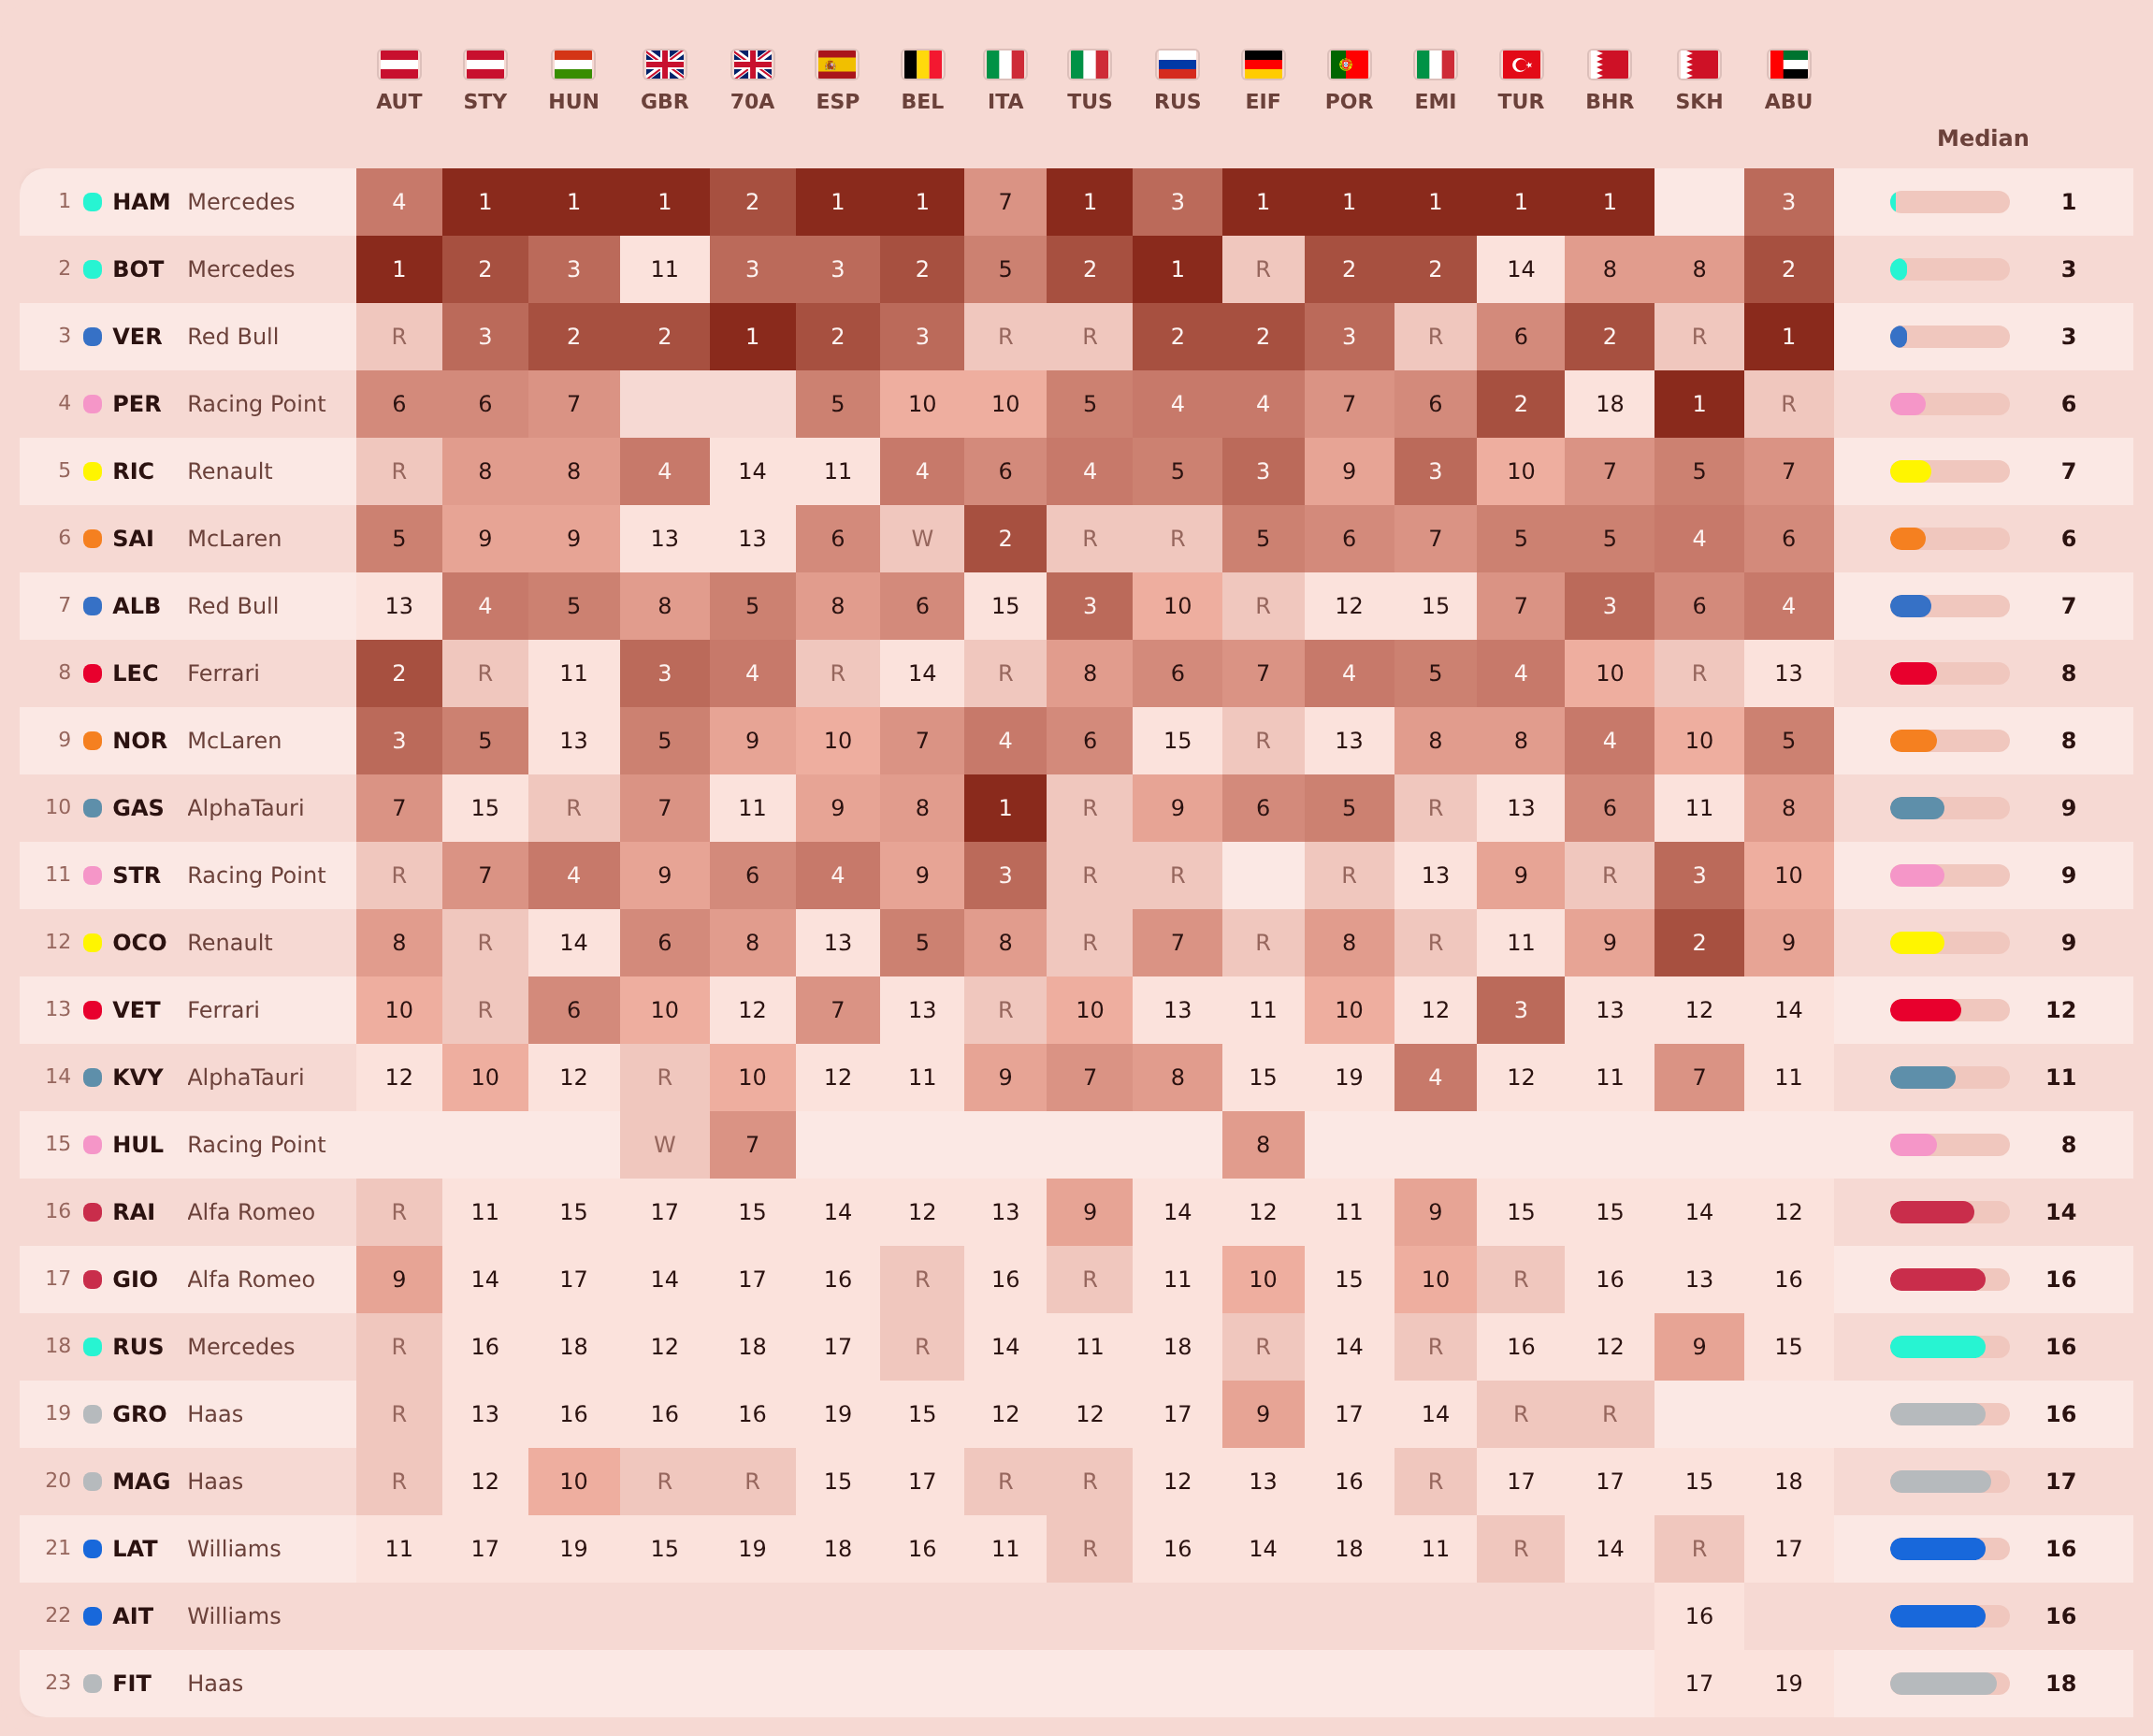 AUT STY HUN GBR 70A ESP BEL ITA TUS RUS EIF POR EMI TUR BHR SKH ABU
Median
1 HAM Mercedes 4 1 1 1 2 1 1 7 1 3 1 1 1 1 1 3 1
2 BOT Mercedes 1 2 3 11 3 3 2 5 2 1 R 2 2 14 8 8 2 3
3 VER Red Bull R 3 2 2 1 2 3 R R 2 2 3 R 6 2 R 1 3
4 PER Racing Point 6 6 7 5 10 10 5 4 4 7 6 2 18 1 R 6
5 RIC Renault R 8 8 4 14 11 4 6 4 5 3 9 3 10 7 5 7 7
6 SAI McLaren 5 9 9 13 13 6 W 2 R R 5 6 7 5 5 4 6 6
7 ALB Red Bull 13 4 5 8 5 8 6 15 3 10 R 12 15 7 3 6 4 7
8 LEC Ferrari 2 R 11 3 4 R 14 R 8 6 7 4 5 4 10 R 13 8
9 NOR McLaren 3 5 13 5 9 10 7 4 6 15 R 13 8 8 4 10 5 8
10 GAS AlphaTauri 7 15 R 7 11 9 8 1 R 9 6 5 R 13 6 11 8 9
11 STR Racing Point R 7 4 9 6 4 9 3 R R R 13 9 R 3 10 9
12 OCO Renault 8 R 14 6 8 13 5 8 R 7 R 8 R 11 9 2 9 9
13 VET Ferrari 10 R 6 10 12 7 13 R 10 13 11 10 12 3 13 12 14 12
14 KVY AlphaTauri 12 10 12 R 10 12 11 9 7 8 15 19 4 12 11 7 11 11
15 HUL Racing Point W 7 8 8
16 RAI Alfa Romeo R 11 15 17 15 14 12 13 9 14 12 11 9 15 15 14 12 14
17 GIO Alfa Romeo 9 14 17 14 17 16 R 16 R 11 10 15 10 R 16 13 16 16
18 RUS Mercedes R 16 18 12 18 17 R 14 11 18 R 14 R 16 12 9 15 16
19 GRO Haas R 13 16 16 16 19 15 12 12 17 9 17 14 R R 16
20 MAG Haas R 12 10 R R 15 17 R R 12 13 16 R 17 17 15 18 17
21 LAT Williams 11 17 19 15 19 18 16 11 R 16 14 18 11 R 14 R 17 16
22 AIT Williams 16 16
23 FIT Haas 17 19 18